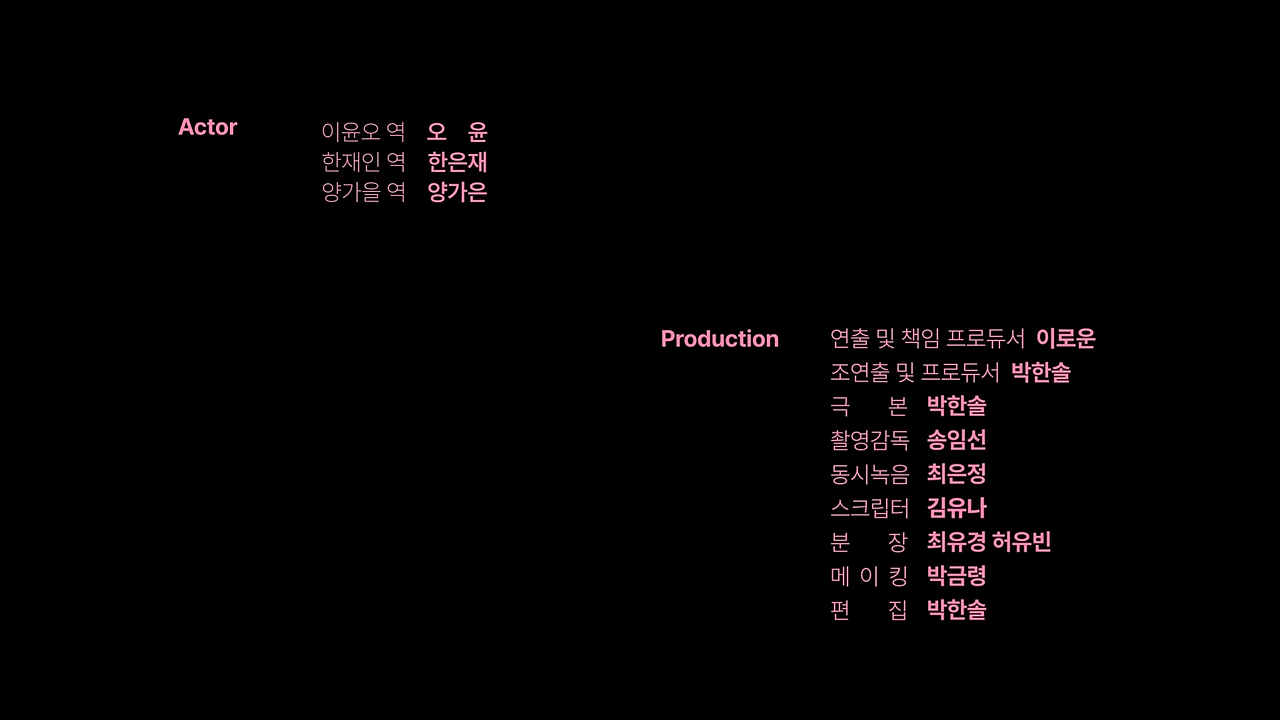 Actor
이윤오 역 오 윤
한재인 역 한은재
양가을 역 양가은
Production
연출 및 책임 프로듀서 이로운
조연출 및 프로듀서 박한솔
극 본 박한솔
촬영감독 송임선
동시녹음 최은정
스크립터 김유나
분 장 최유경 허유빈
메 이 킹 박금령
편 집 박한솔